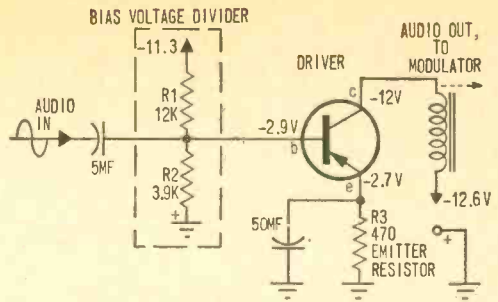 BIAS VOLTAGE DIVIDER
-11.3
R1
12K
AUDIO
IN
5MF
R2
3.9K
+
-2.9V
b
DRIVER
c
-12V
e
-2.7V
50MF
R3
470
EMITTER
RESISTOR
AUDIO OUT,
TO
MODULATOR
-12.6V
+